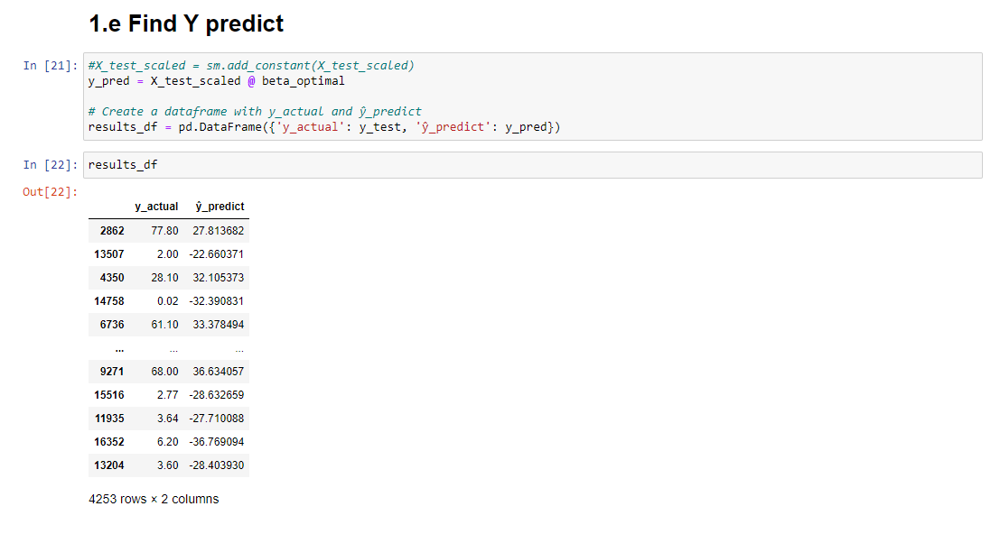 1.e Find Y predict
In [21]: #X_test_scaled = sm.add_constant(X_test_scaled)
y_pred = X_test_scaled @ beta_optimal
# Create a dataframe with y_actual and ŷ_predict
results_df = pd.DataFrame({'y_actual': y_test, 'ŷ_predict': y_pred})
In [22]: results_df
Out[22]:
y_actual ŷ_predict
2862 77.80 27.813682
13507 2.00 -22.660371
4350 28.10 32.105373
14758 0.02 -32.390831
6736 61.10 33.378494
... ... ...
9271 68.00 36.634057
15516 2.77 -28.632659
11935 3.64 -27.710088
16352 6.20 -36.769094
13204 3.60 -28.403930
4253 rows × 2 columns